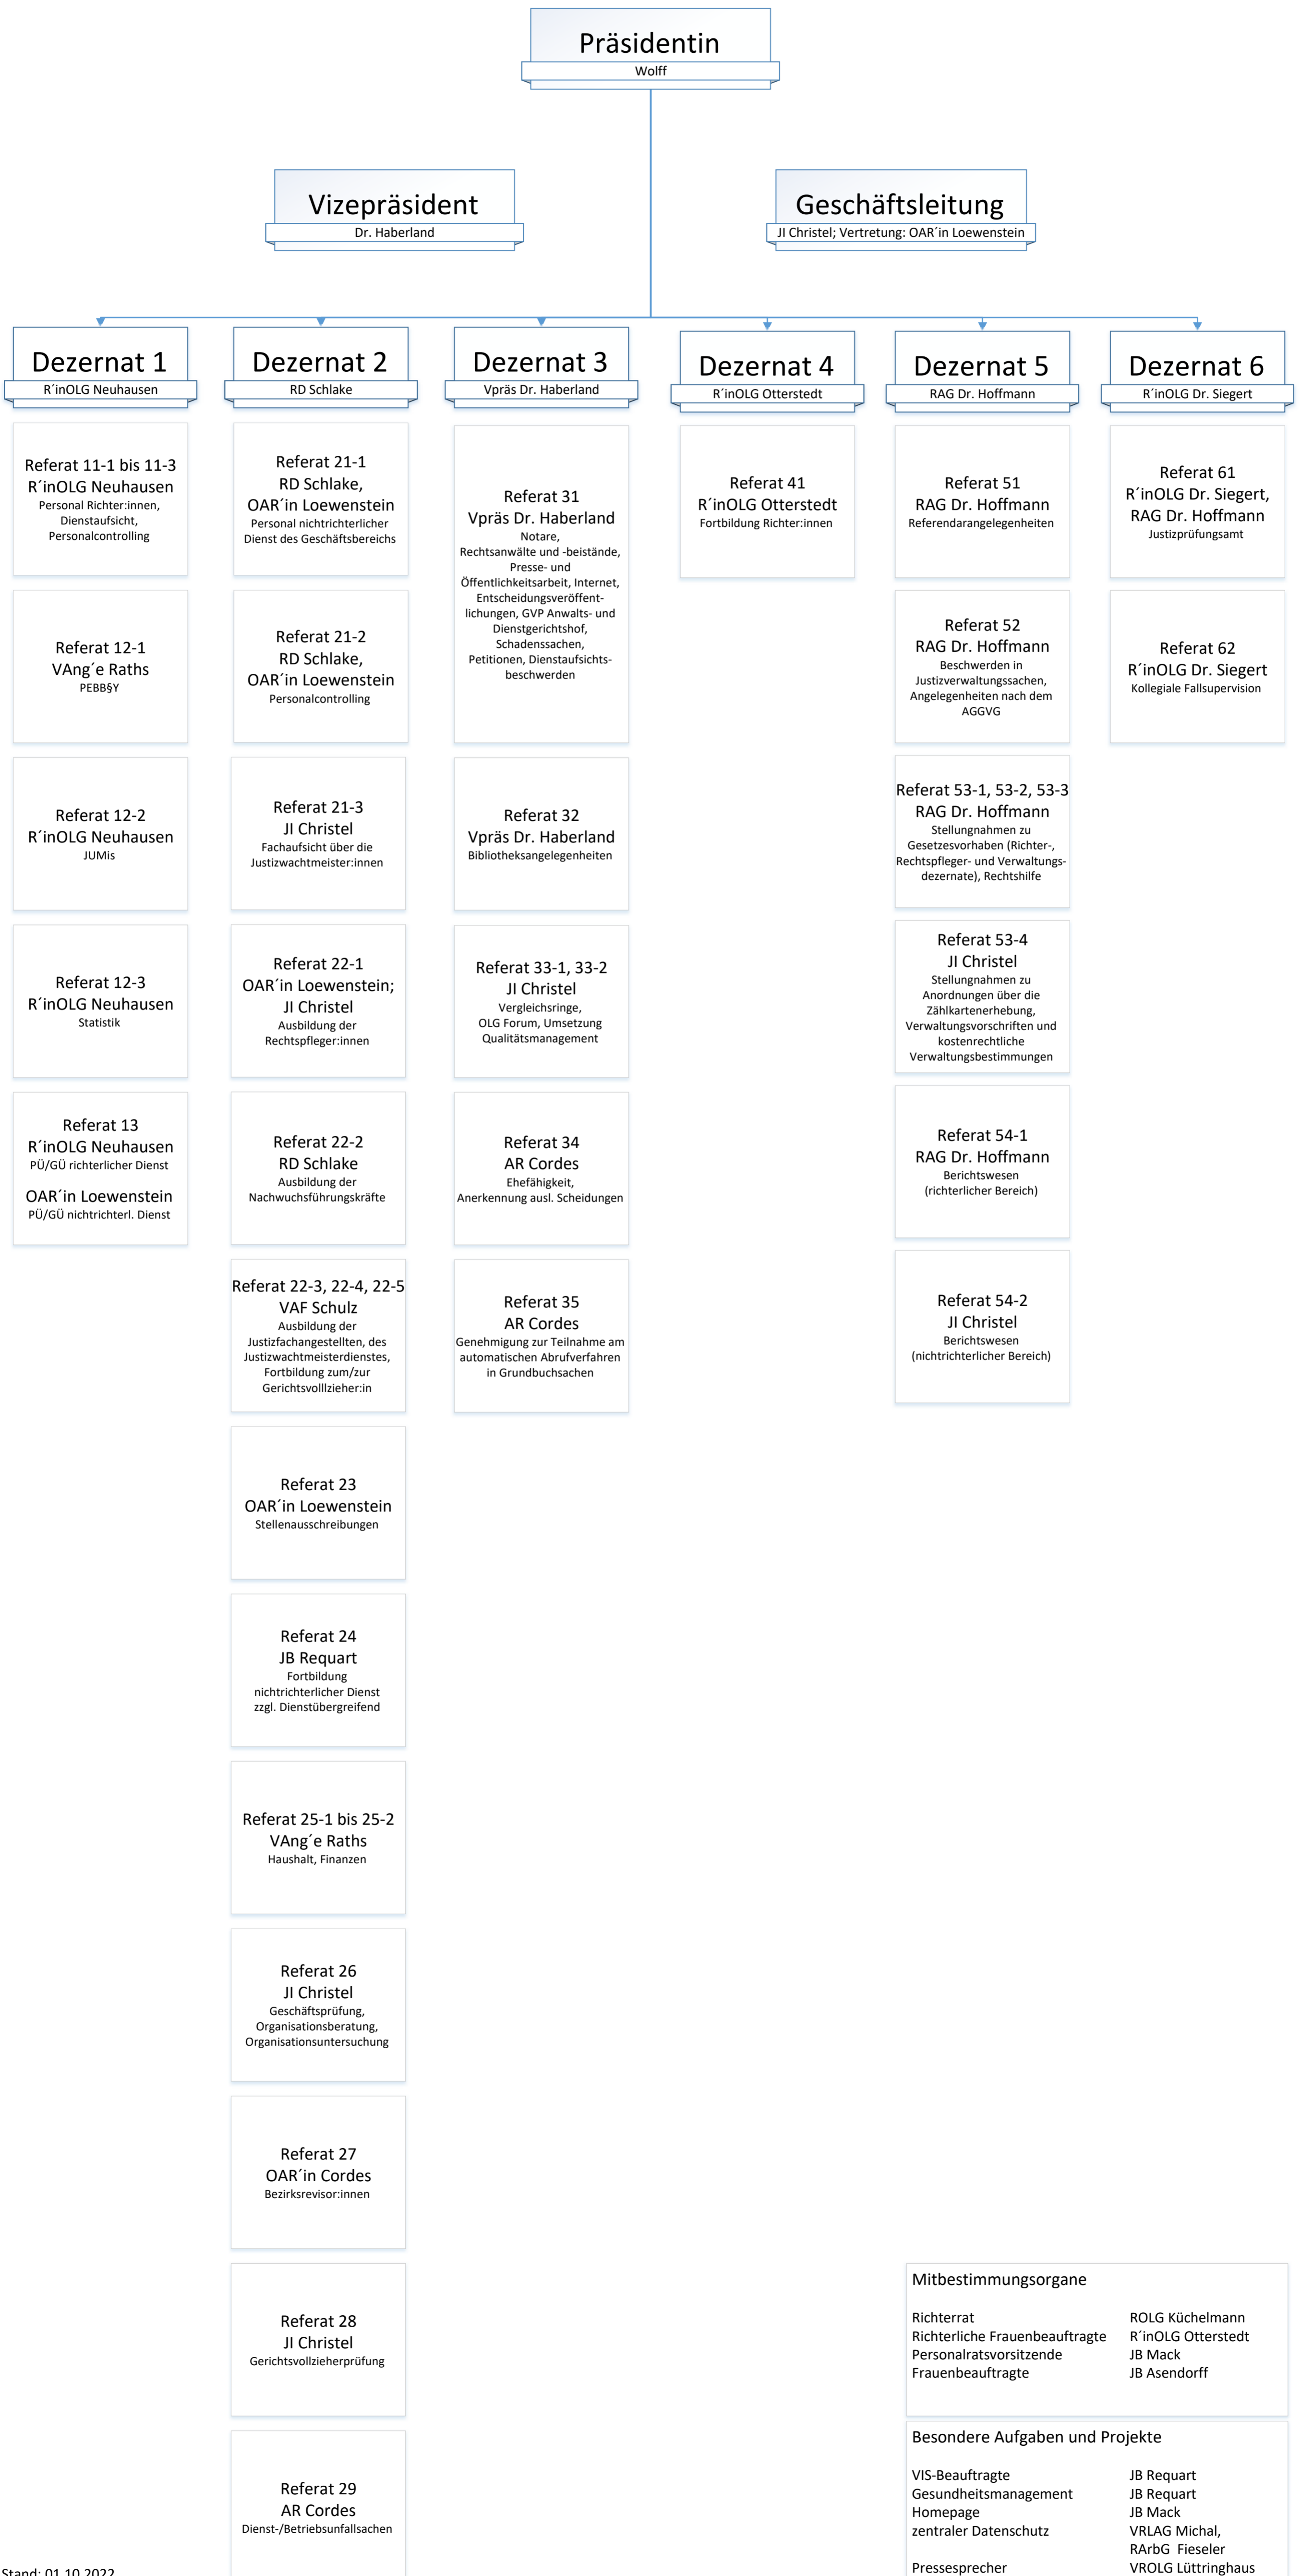 Präsidentin
Wolff
Vizepräsident
Dr. Haberland
Geschäftsleitung
JI Christel; Vertretung: OAR´in Loewenstein
Dezernat 1
R´inOLG Neuhausen
Referat 11-1 bis 11-3
R´inOLG Neuhausen
Personal Richter:innen,
Dienstaufsicht,
Personalcontrolling
Referat 12-1
VAng´e Raths
PEBB§Y
Referat 12-2
R´inOLG Neuhausen
JUMis
Referat 12-3
R´inOLG Neuhausen
Statistik
Referat 13
R´inOLG Neuhausen
PÜ/GÜ richterlicher Dienst
OAR´in Loewenstein
PÜ/GÜ nichtrichterl. Dienst
Dezernat 2
RD Schlake
Referat 21-1
RD Schlake,
OAR´in Loewenstein
Personal nichtrichterlicher
Dienst des Geschäftsbereichs
Referat 21-2
RD Schlake,
OAR´in Loewenstein
Personalcontrolling
Referat 21-3
JI Christel
Fachaufsicht über die
Justizwachtmeister:innen
Referat 22-1
OAR´in Loewenstein;
JI Christel
Ausbildung der
Rechtspfleger:innen
Referat 22-2
RD Schlake
Ausbildung der
Nachwuchsführungskräfte
Referat 22-3, 22-4, 22-5
VAF Schulz
Ausbildung der
Justizfachangestellten, des
Justizwachtmeisterdienstes,
Fortbildung zum/zur
Gerichtsvolllzieher:in
Referat 23
OAR´in Loewenstein
Stellenausschreibungen
Referat 24
JB Requart
Fortbildung
nichtrichterlicher Dienst
zzgl. Dienstübergreifend
Referat 25-1 bis 25-2
VAng´e Raths
Haushalt, Finanzen
Referat 26
JI Christel
Geschäftsprüfung,
Organisationsberatung,
Organisationsuntersuchung
Referat 27
OAR´in Cordes
Bezirksrevisor:innen
Referat 28
JI Christel
Gerichtsvollzieherprüfung
Referat 29
AR Cordes
Dienst-/Betriebsunfallsachen
Dezernat 3
Vpräs Dr. Haberland
Referat 31
Vpräs Dr. Haberland
Notare,
Rechtsanwälte und -beistände,
Presse- und
Öffentlichkeitsarbeit, Internet,
Entscheidungsveröffent-
lichungen, GVP Anwalts- und
Dienstgerichtshof,
Schadenssachen,
Petitionen, Dienstaufsichts-
beschwerden
Referat 32
Vpräs Dr. Haberland
Bibliotheksangelegenheiten
Referat 33-1, 33-2
JI Christel
Vergleichsringe,
OLG Forum, Umsetzung
Qualitätsmanagement
Referat 34
AR Cordes
Ehefähigkeit,
Anerkennung ausl. Scheidungen
Referat 35
AR Cordes
Genehmigung zur Teilnahme am
automatischen Abrufverfahren
in Grundbuchsachen
Dezernat 4
R´inOLG Otterstedt
Referat 41
R´inOLG Otterstedt
Fortbildung Richter:innen
Dezernat 5
RAG Dr. Hoffmann
Referat 51
RAG Dr. Hoffmann
Referendarangelegenheiten
Referat 52
RAG Dr. Hoffmann
Beschwerden in
Justizverwaltungssachen,
Angelegenheiten nach dem
AGGVG
Referat 53-1, 53-2, 53-3
RAG Dr. Hoffmann
Stellungnahmen zu
Gesetzesvorhaben (Richter-,
Rechtspfleger- und Verwaltungs-
dezernate), Rechtshilfe
Referat 53-4
JI Christel
Stellungnahmen zu
Anordnungen über die
Zählkartenerhebung,
Verwaltungsvorschriften und
kostenrechtliche
Verwaltungsbestimmungen
Referat 54-1
RAG Dr. Hoffmann
Berichtswesen
(richterlicher Bereich)
Referat 54-2
JI Christel
Berichtswesen
(nichtrichterlicher Bereich)
Dezernat 6
R´inOLG Dr. Siegert
Referat 61
R´inOLG Dr. Siegert,
RAG Dr. Hoffmann
Justizprüfungsamt
Referat 62
R´inOLG Dr. Siegert
Kollegiale Fallsupervision
Mitbestimmungsorgane
Richterrat ROLG Küchelmann
Richterliche Frauenbeauftragte R´inOLG Otterstedt
Personalratsvorsitzende JB Mack
Frauenbeauftragte JB Asendorff
Besondere Aufgaben und Projekte
VIS-Beauftragte JB Requart
Gesundheitsmanagement JB Requart
Homepage JB Mack
zentraler Datenschutz VRLAG Michal,
RArbG Fieseler
Pressesprecher VROLG Lüttringhaus
Stand: 01.10.2022